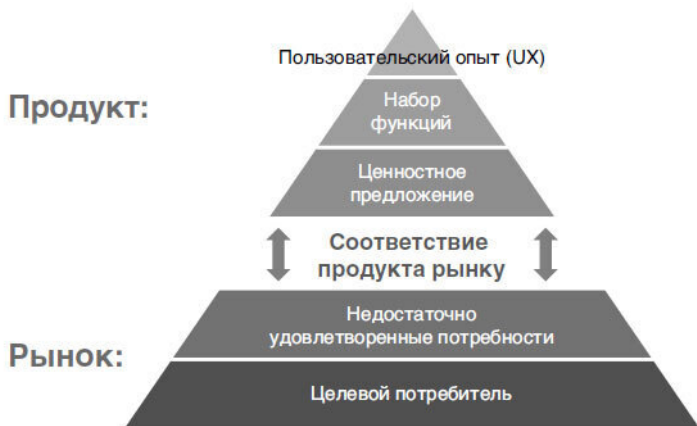 Пользовательский опыт (UX)
Продукт:
Набор
функций
Ценностное
предложение
Соответствие
продукта рынку
Недостаточно
удовлетворенные потребности
Рынок:
Целевой потребитель